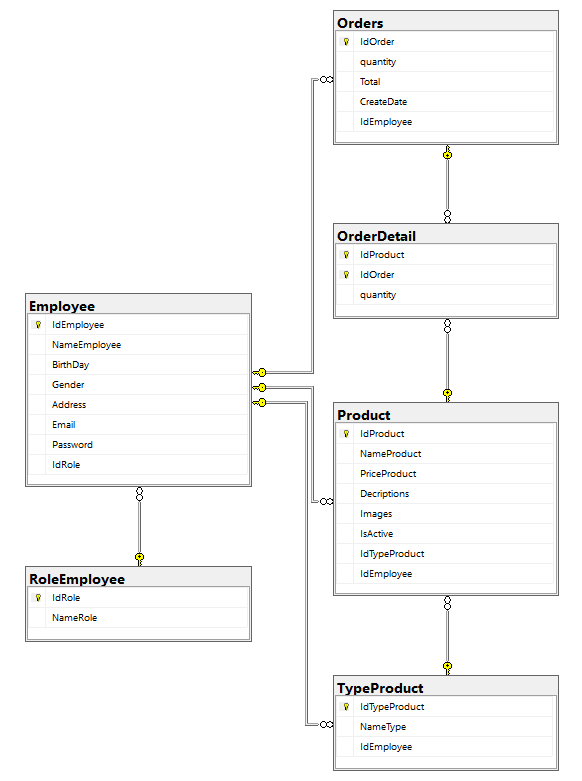 Orders
IdOrder
quantity
Total
CreateDate
IdEmployee
OrderDetail
IdProduct
IdOrder
quantity
Employee
IdEmployee
NameEmployee
BirthDay
Gender
Address
Email
Password
IdRole
Product
IdProduct
NameProduct
PriceProduct
Decriptions
Images
IsActive
IdTypeProduct
IdEmployee
RoleEmployee
IdRole
NameRole
TypeProduct
IdTypeProduct
NameType
IdEmployee